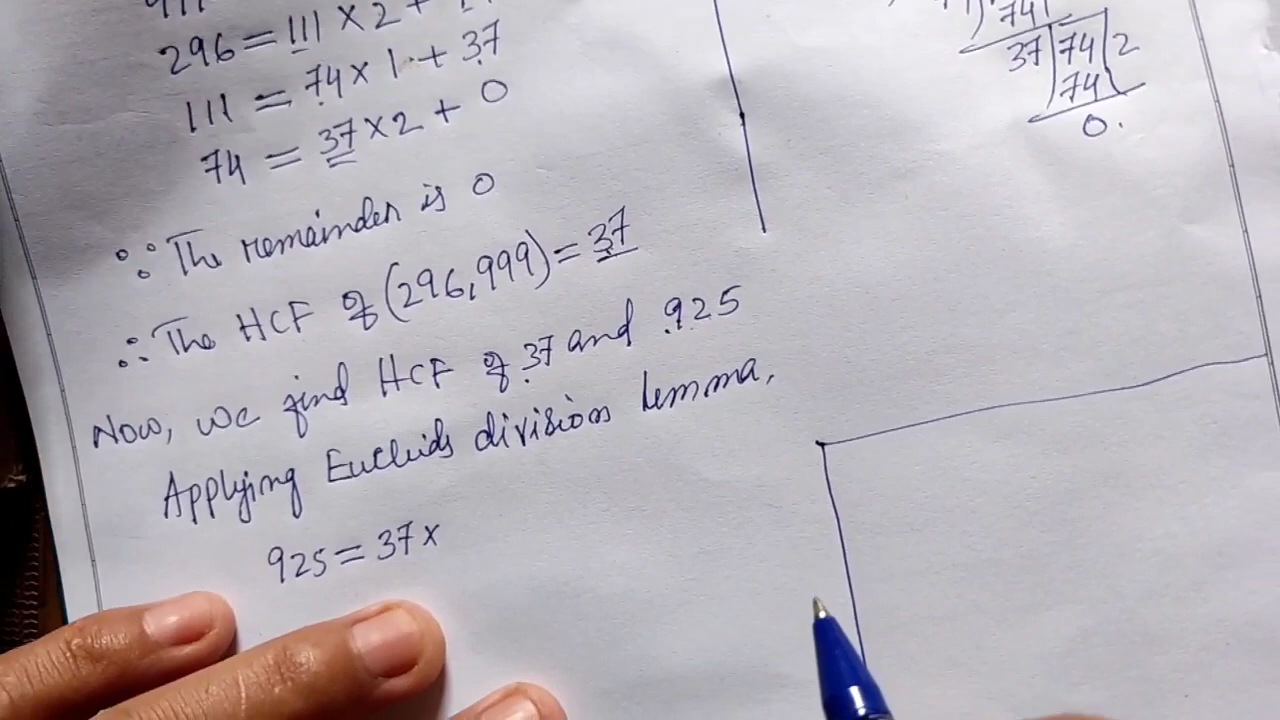 296 = 111 × 2 +
111 = 74 × 1 + 37
74 = 37 × 2 + 0
∵ The remainder is 0
∴ The HCF of (296, 999) = 37
Now, we find HCF of 37 and 925
Applying Euclids division lemma,
925 = 37 ×
74
37 74 2
74
0